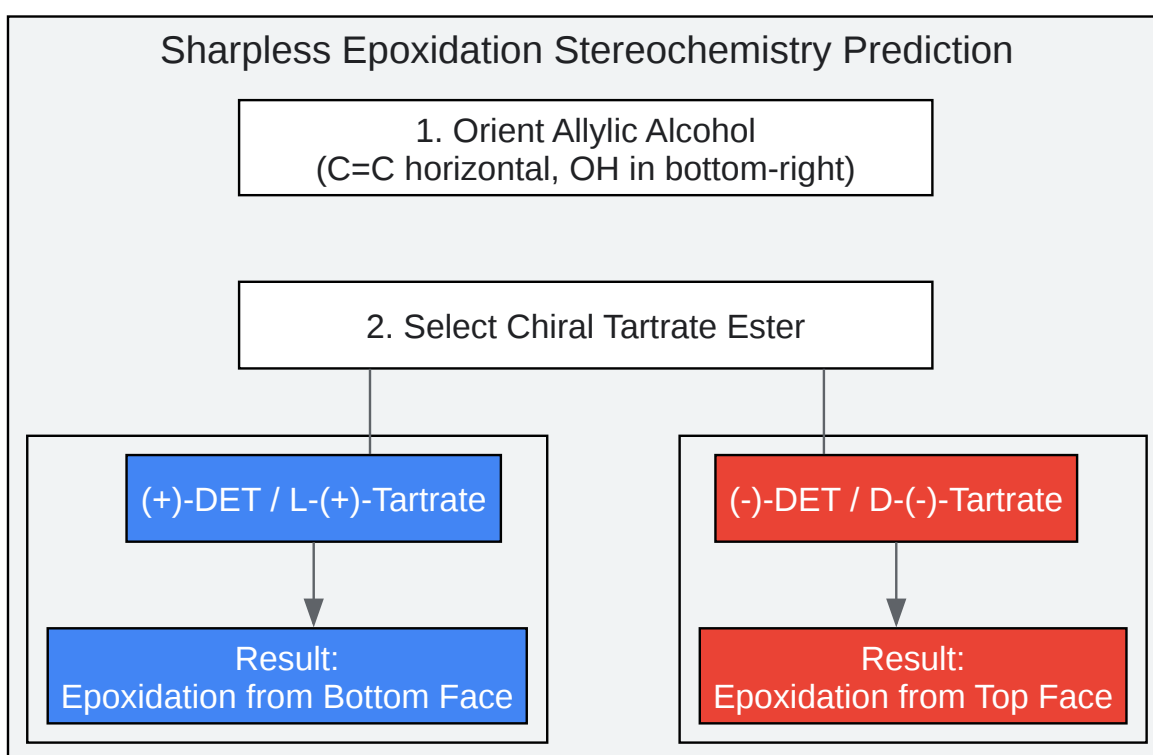 Sharpless Epoxidation Stereochemistry Prediction
1. Orient Allylic Alcohol
(C=C horizontal, OH in bottom-right)
2. Select Chiral Tartrate Ester
(+)-DET / L-(+)-Tartrate
(-)-DET / D-(-)-Tartrate
Result:
Epoxidation from Bottom Face
Result:
Epoxidation from Top Face